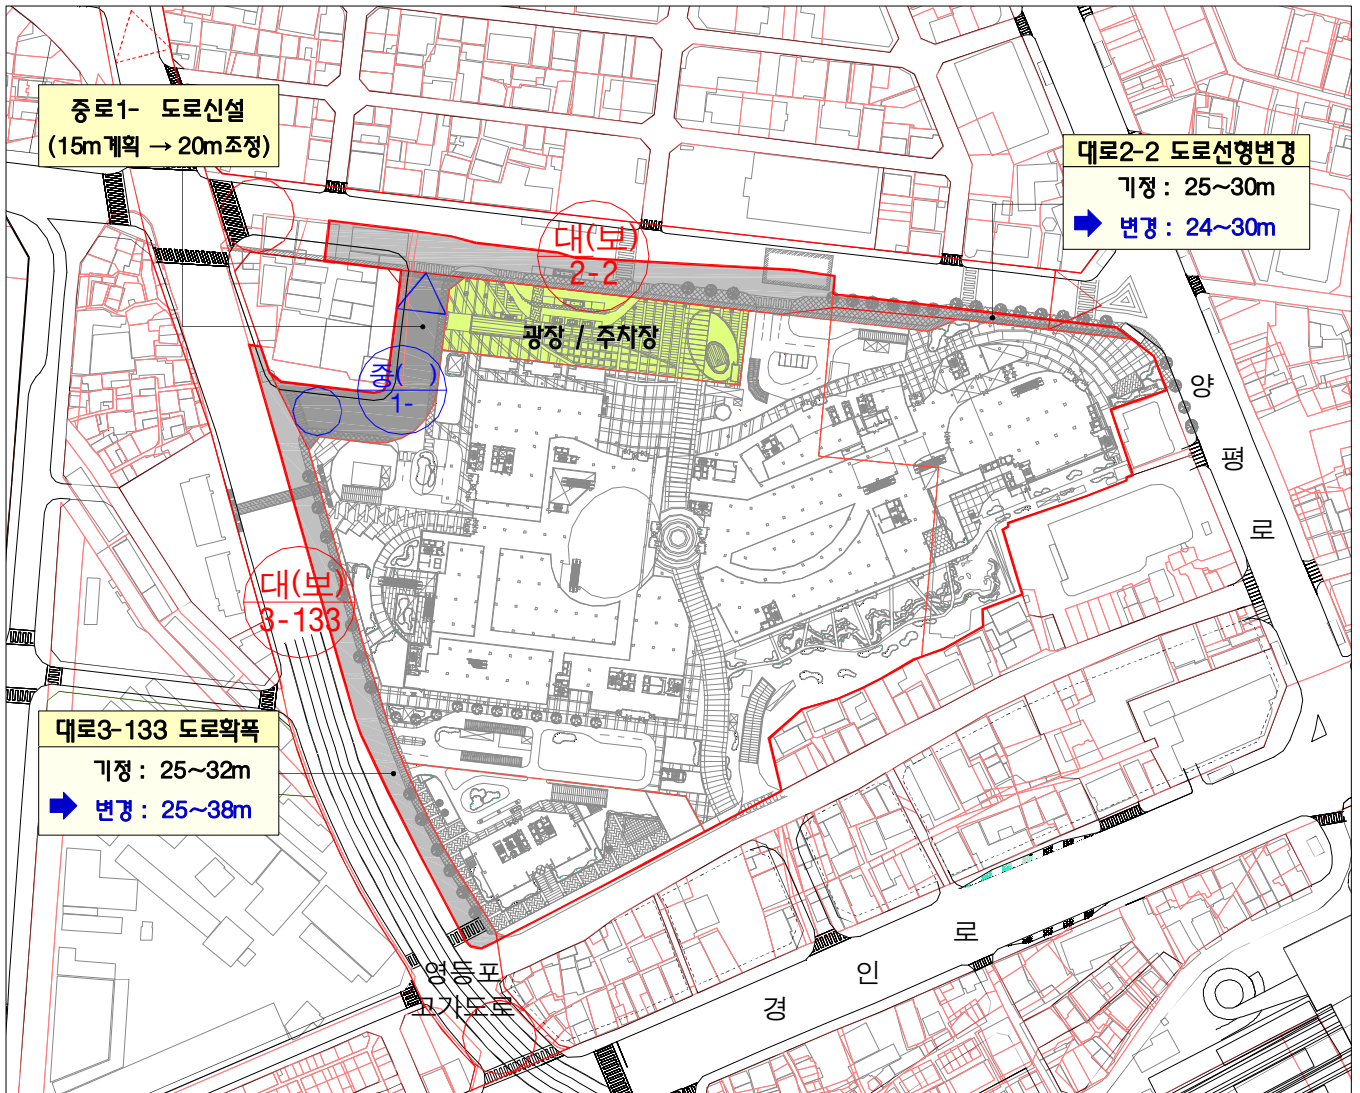 중로1-   도로신설
(15m계획 → 20m조정)
대로2-2 도로선형변경
기정 : 25~30m
변경 : 24~30m
대(보)
2-2
광장 / 주차장
중(   )
1-
양
평
로
대(보)
3-133
대로3-133 도로확폭
기정 : 25~32m
변경 : 25~38m
영등포
고가도로
경
인
로